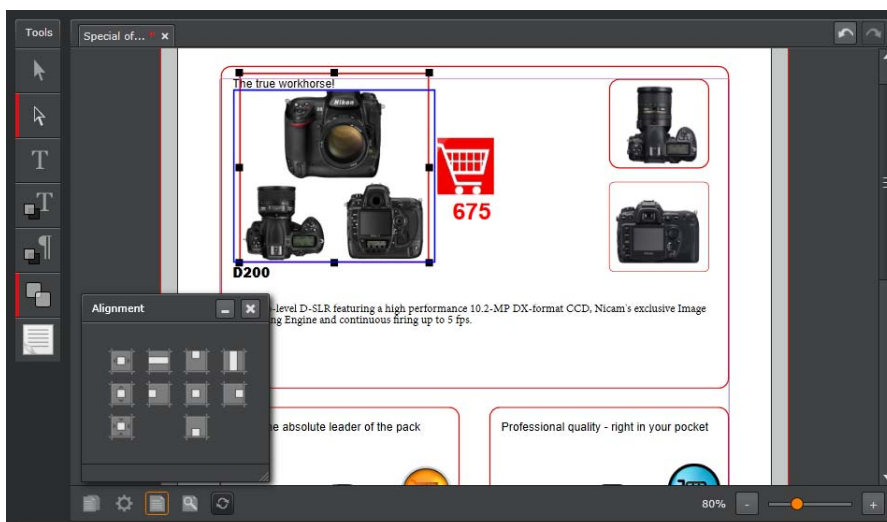 Tools
Special of...* ×
The true workhorse!
Nikon
675
D200
-level D-SLR featuring a high performance 10.2-MP DX-format CCD, Nicam's exclusive Image
ng Engine and continuous firing up to 5 fps.
Alignment
he absolute leader of the pack
Professional quality - right in your pocket
80%